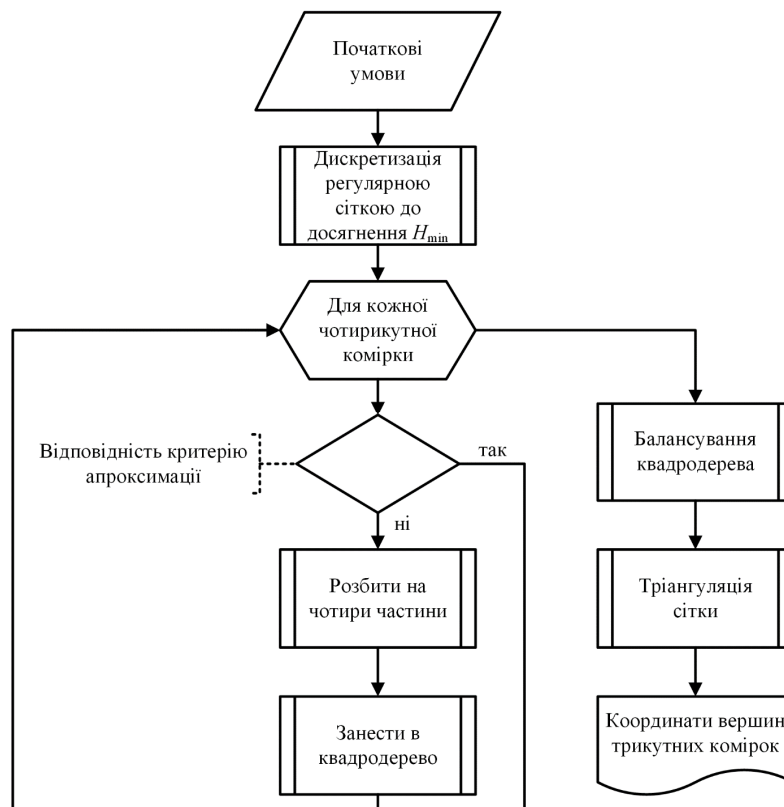 Початкові
умови
Дискретизація
регулярною
сіткою до
досягнення Hmin
Для кожної
чотирикутної
комірки
Відповідність критерію
апроксимації
так
ні
Розбити на
чотири частини
Занести в
квадродерево
Балансування
квадродерева
Тріангуляція
сітки
Координати вершин
трикутних комірок